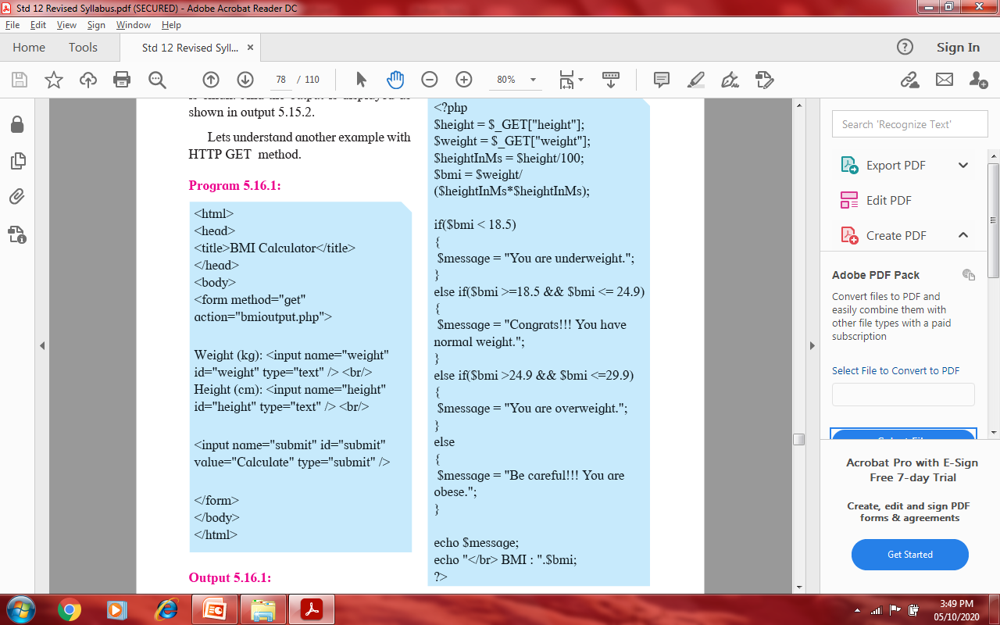 Std 12 Revised Syllabus.pdf (SECURED) - Adobe Acrobat Reader DC
File Edit View Sign Window Help
Home Tools Std 12 Revised Syll... × Sign In
78 / 110 80%
shown in output 5.15.2.
Lets understand another example with
HTTP GET method.
Program 5.16.1:
<html>
<head>
<title>BMI Calculator</title>
</head>
<body>
<form method="get"
action="bmioutput.php">
Weight (kg): <input name="weight"
id="weight" type="text" /> <br/>
Height (cm): <input name="height"
id="height" type="text" /> <br/>
<input name="submit" id="submit"
value="Calculate" type="submit" />
</form>
</body>
</html>
Output 5.16.1:
<?php
$height = $_GET["height"];
$weight = $_GET["weight"];
$heightInMs = $height/100;
$bmi = $weight/
($heightInMs*$heightInMs);
if($bmi < 18.5)
{
$message = "You are underweight.";
}
else if($bmi >=18.5 && $bmi <= 24.9)
{
$message = "Congrats!!! You have
normal weight.";
}
else if($bmi >24.9 && $bmi <=29.9)
{
$message = "You are overweight.";
}
else
{
$message = "Be careful!!! You are
obese.";
}
echo $message;
echo "</br> BMI : ".$bmi;
?>
Search 'Recognize Text'
Export PDF
Edit PDF
Create PDF
Adobe PDF Pack
Convert files to PDF and
easily combine them with
other file types with a paid
subscription
Select File to Convert to PDF
Acrobat Pro with E-Sign
Free 7-day Trial
Create, edit and sign PDF
forms & agreements
Get Started
3:49 PM
05/10/2020